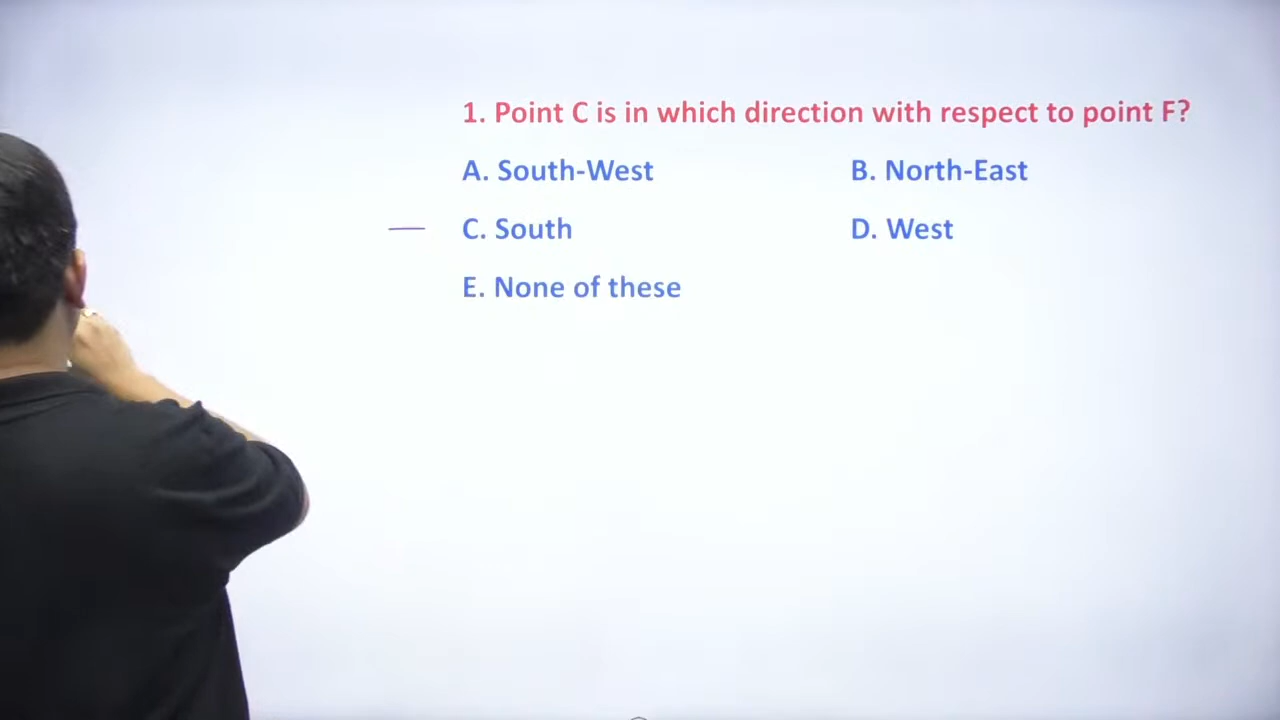 1. Point C is in which direction with respect to point F?
A. South-West B. North-East
C. South D. West
E. None of these